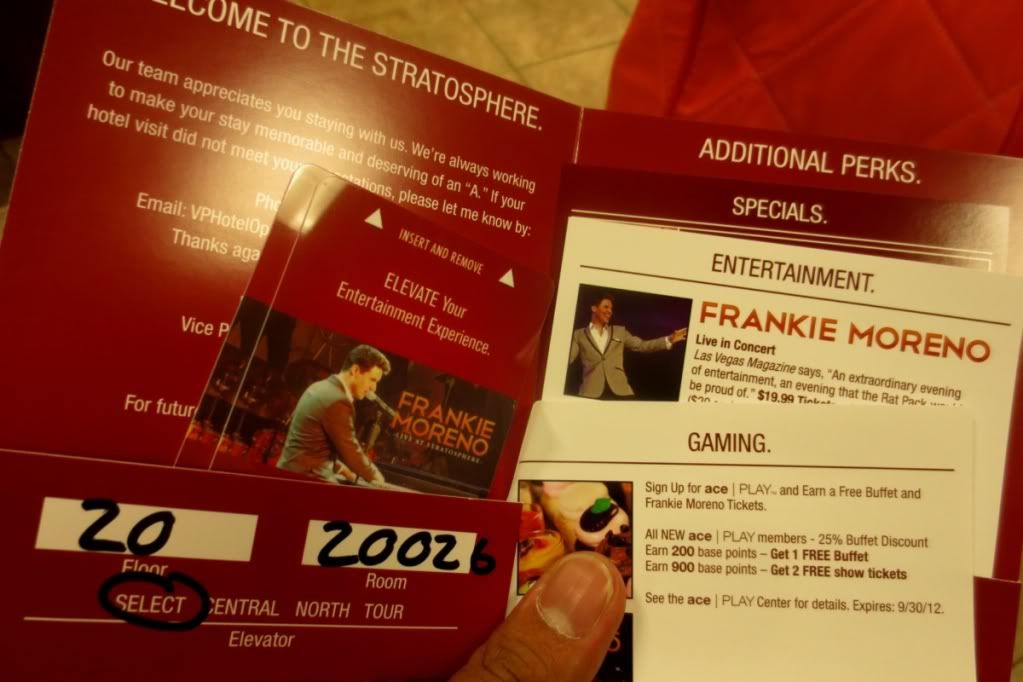 ELCOME TO THE STRATOSPHERE.
Our team appreciates you staying with us. We're always working
to make your stay memorable and deserving of an "A." If your
hotel visit did not meet your expectations, please let me know by:
Pho
Email: VPHotelOp
Thanks aga
Vice P
For futur
INSERT AND REMOVE
ELEVATE Your
Entertainment Experience.
FRANKIE
MORENO
LIVE AT STRATOSPHERE
20
Floor
20026
Room
SELECT CENTRAL NORTH TOUR
Elevator
ADDITIONAL PERKS.
SPECIALS.
ENTERTAINMENT.
FRANKIE MORENO
Live in Concert
Las Vegas Magazine says, "An extraordinary evening
of entertainment, an evening that the Rat Pack would
be proud of." $19.99 Tickets
GAMING.
Sign Up for ace | PLAY™ and Earn a Free Buffet and
Frankie Moreno Tickets.
All NEW ace | PLAY members - 25% Buffet Discount
Earn 200 base points – Get 1 FREE Buffet
Earn 900 base points – Get 2 FREE show tickets
See the ace | PLAY Center for details. Expires: 9/30/12.